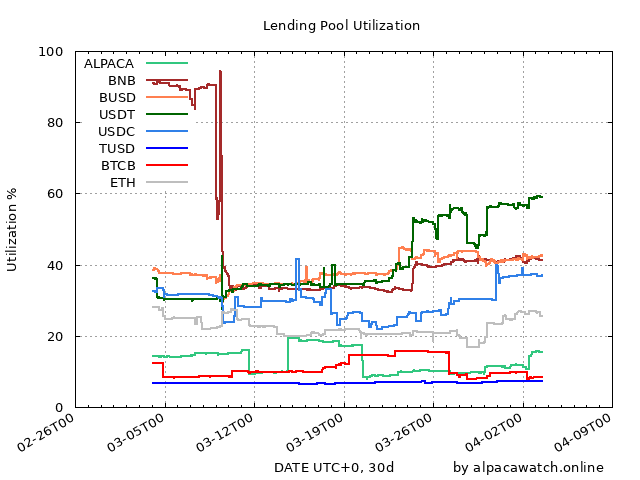 Lending Pool Utilization
Utilization %
100
80
60
40
20
0
ALPACA
BNB
BUSD
USDT
USDC
TUSD
BTCB
ETH
02-26T00
03-05T00
03-12T00
03-19T00
03-26T00
04-02T00
04-09T00
DATE UTC+0, 30d
by alpacawatch.online